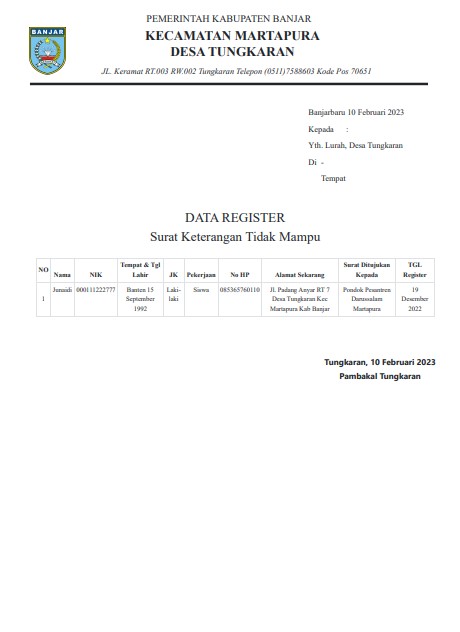 BANJAR
PEMERINTAH KABUPATEN BANJAR
KECAMATAN MARTAPURA
DESA TUNGKARAN
JL. Keramat RT.003 RW.002 Tungkaran Telepon (0511)7588603 Kode Pos 70651
Banjarbaru 10 Februari 2023
Kepada :
Yth. Lurah, Desa Tungkaran
Di -
Tempat
DATA REGISTER
Surat Keterangan Tidak Mampu
NO Nama NIK Tempat & Tgl Lahir JK Pekerjaan No HP Alamat Sekarang Surat Ditujukan Kepada TGL Register
1 Junaidi 000111222777 Banten 15 September 1992 Laki-laki Siswa 085365760110 Jl. Padang Anyar RT 7 Desa Tungkaran Kec Martapura Kab Banjar Pondok Pesantren Darussalam Martapura 19 Desember 2022
Tungkaran, 10 Februari 2023
Pambakal Tungkaran